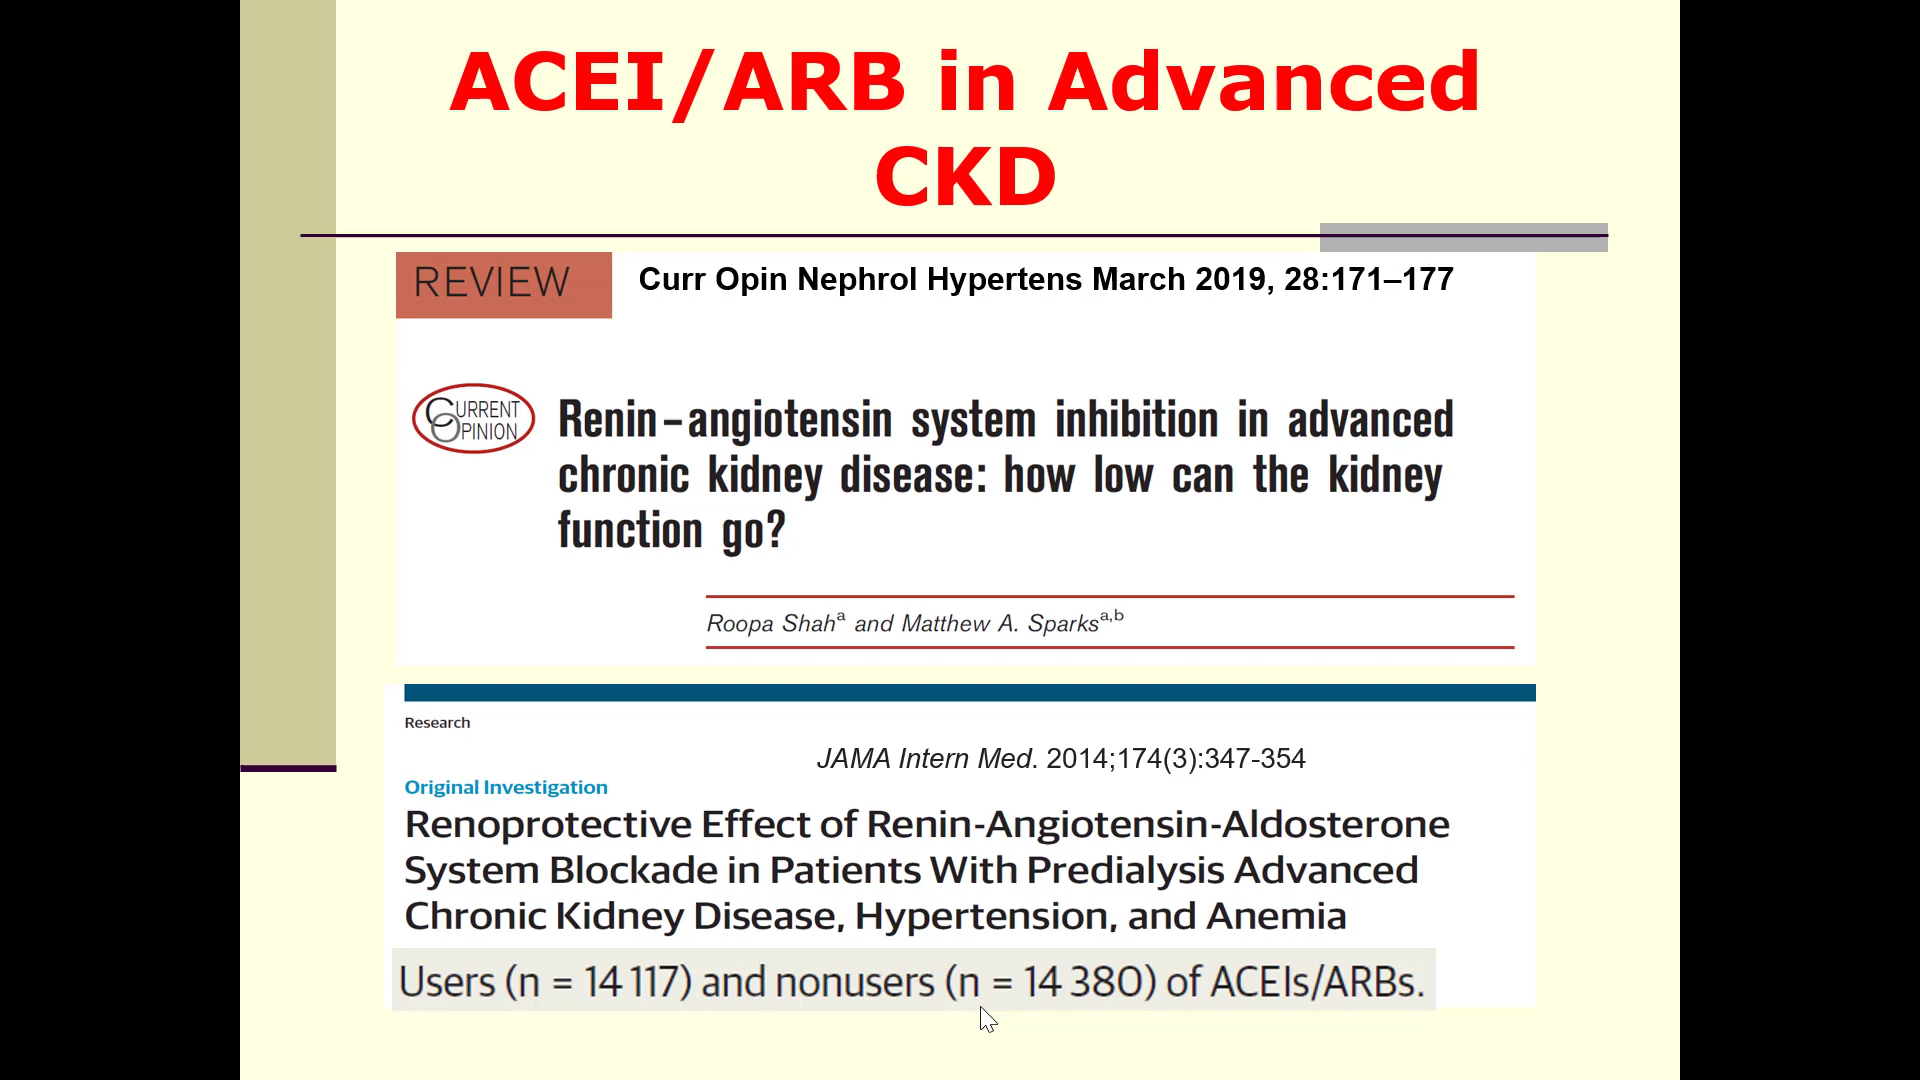 ACEI/ARB in Advanced
CKD
REVIEW
Curr Opin Nephrol Hypertens March 2019, 28:171–177
CURRENT
OPINION
Renin–angiotensin system inhibition in advanced
chronic kidney disease: how low can the kidney
function go?
Roopa Shahª and Matthew A. Sparksª,ᵇ
Research
JAMA Intern Med. 2014;174(3):347-354
Original Investigation
Renoprotective Effect of Renin-Angiotensin-Aldosterone
System Blockade in Patients With Predialysis Advanced
Chronic Kidney Disease, Hypertension, and Anemia
Users (n = 14 117) and nonusers (n = 14 380) of ACEIs/ARBs.